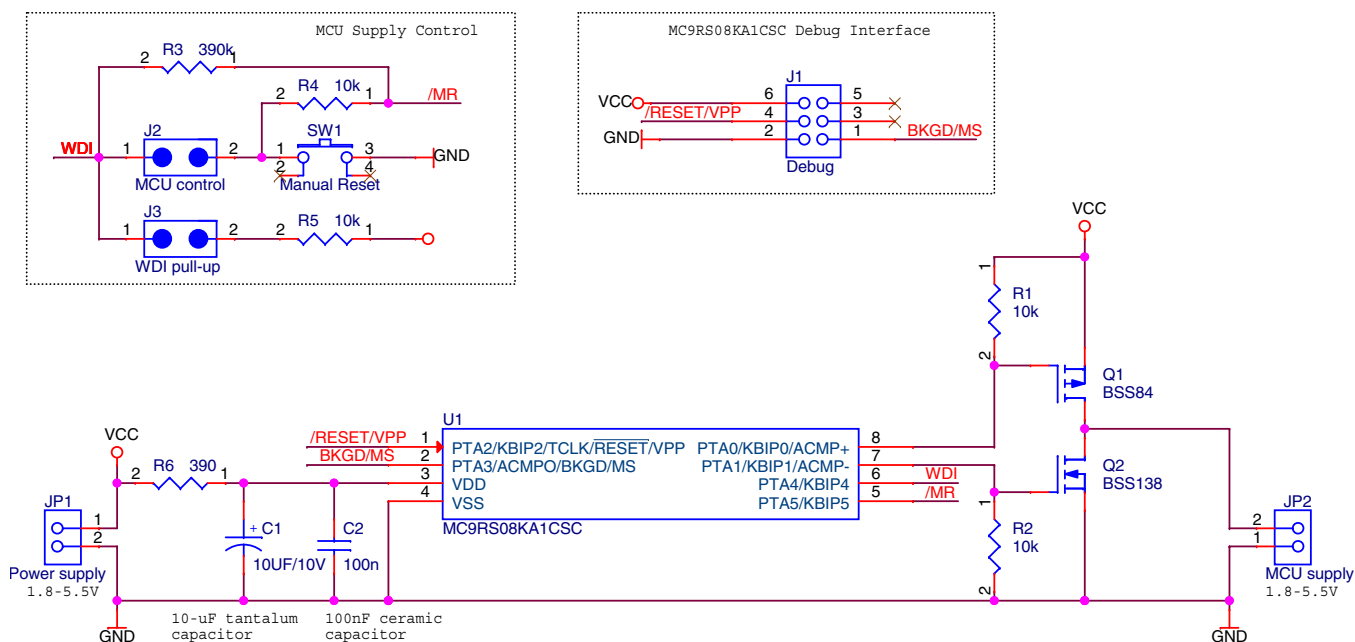 MCU Supply Control
2 R3 390k 1
2 R4 10k 1
/MR
J2
SW1
WDI
1 2
1 3
GND
2 4
MCU control
Manual Reset
J3
R5 10k
1 2
2 1
WDI pull-up
MC9RS08KA1CSC Debug Interface
J1
VCC
6 5
/RESET/VPP
4 3
GND
2 1
BKGD/MS
Debug
VCC
1
R1
10k
2
Q1
BSS84
U1
/RESET/VPP
1
PTA2/KBIP2/TCLK/RESET/VPP
PTA0/KBIP0/ACMP+
8
BKGD/MS
2
PTA3/ACMPO/BKGD/MS
PTA1/KBIP1/ACMP-
7
3
VDD
PTA4/KBIP4
6
WDI
4
VSS
PTA5/KBIP5
5
/MR
MC9RS08KA1CSC
Q2
BSS138
VCC
2 R6 390 1
JP1
1
2
Power supply
1.8-5.5V
+ C1
10UF/10V
C2
100n
1
R2
10k
2
JP2
2
1
MCU supply
1.8-5.5V
GND
10-uF tantalum
capacitor
100nF ceramic
capacitor
GND